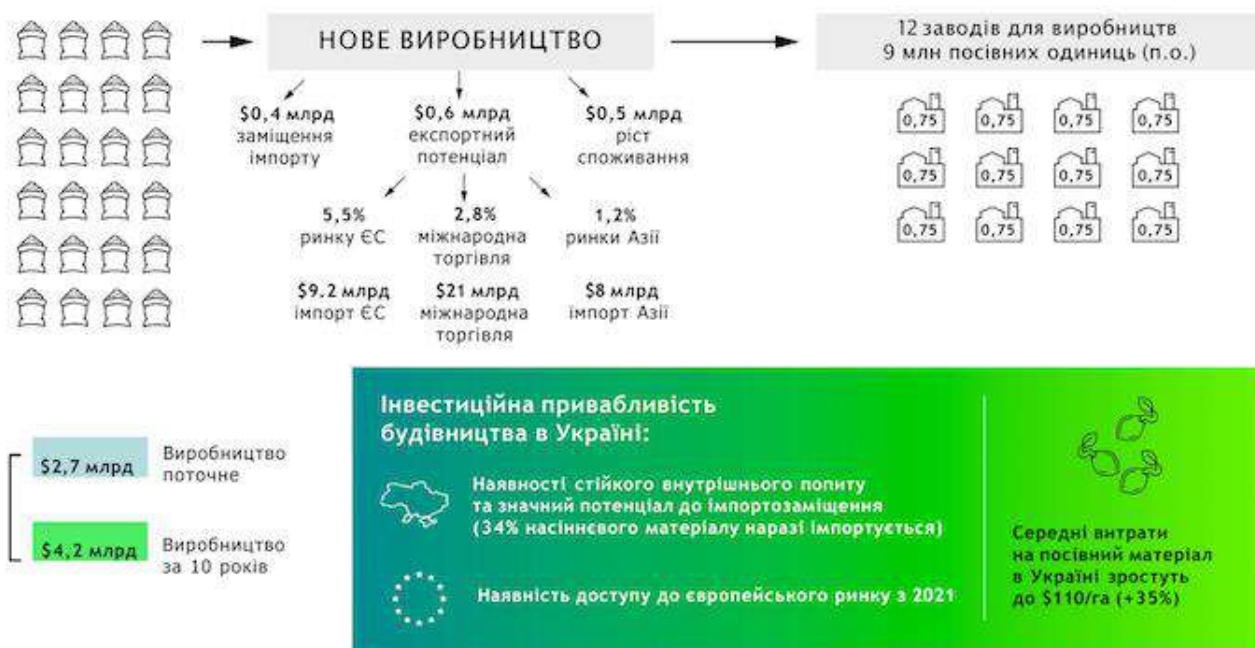 НОВЕ ВИРОБНИЦТВО
12 заводів для виробництв
9 млн посівних одиниць (п.о.)
$0,4 млрд
заміщення
імпорту
$0,6 млрд
експортний
потенціал
$0,5 млрд
ріст
споживання
5,5%
ринку ЄС
2,8%
міжнародна
торгівля
1,2%
ринки Азії
$9.2 млрд
імпорт ЄС
$21 млрд
міжнародна
торгівля
$8 млрд
імпорт Азії
0,75 0,75 0,75 0,75
0,75 0,75 0,75 0,75
0,75 0,75 0,75 0,75
$2,7 млрд
Виробництво
поточне
$4,2 млрд
Виробництво
за 10 років
Інвестиційна привабливість
будівництва в Україні:
Наявності стійкого внутрішнього попиту
та значний потенціал до імпортозаміщення
(34% насіннєвого матеріалу наразі імпортується)
Наявність доступу до європейського ринку з 2021
Середні витрати
на посівний матеріал
в Україні зростуть
до $110/га (+35%)